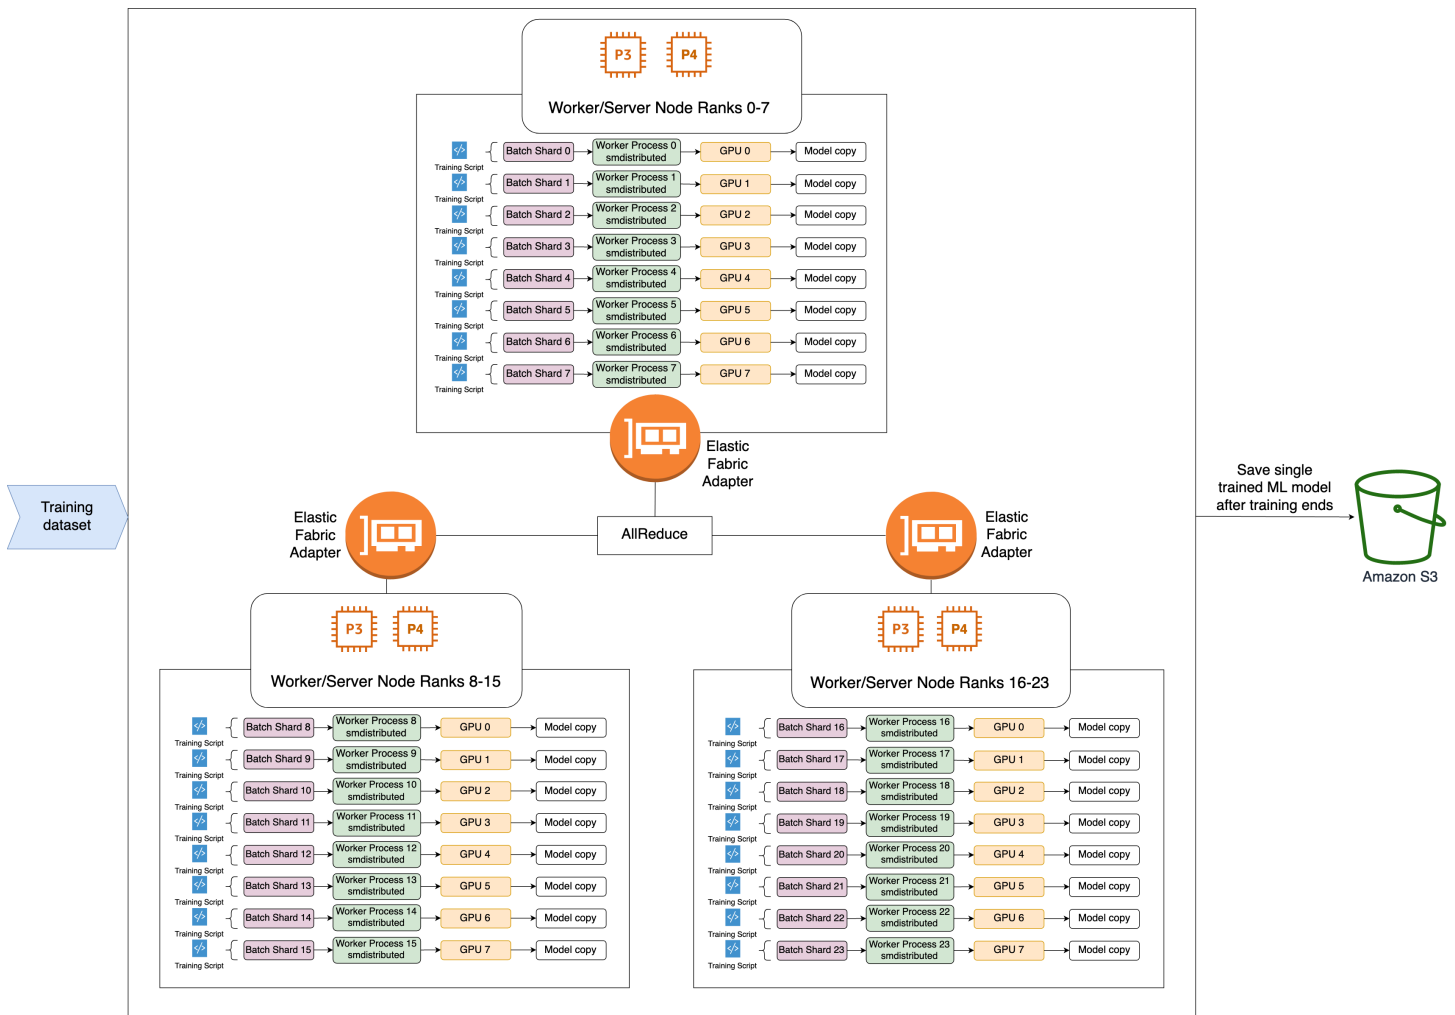 P3 P4
Worker/Server Node Ranks 0-7
Training Script
Batch Shard 0
Worker Process 0
smdistributed
GPU 0
Model copy
Training Script
Batch Shard 1
Worker Process 1
smdistributed
GPU 1
Model copy
Training Script
Batch Shard 2
Worker Process 2
smdistributed
GPU 2
Model copy
Training Script
Batch Shard 3
Worker Process 3
smdistributed
GPU 3
Model copy
Training Script
Batch Shard 4
Worker Process 4
smdistributed
GPU 4
Model copy
Training Script
Batch Shard 5
Worker Process 5
smdistributed
GPU 5
Model copy
Training Script
Batch Shard 6
Worker Process 6
smdistributed
GPU 6
Model copy
Training Script
Batch Shard 7
Worker Process 7
smdistributed
GPU 7
Model copy
Elastic
Fabric
Adapter
Training
dataset
Elastic
Fabric
Adapter
AllReduce
Elastic
Fabric
Adapter
Save single
trained ML model
after training ends
Amazon S3
P3 P4
Worker/Server Node Ranks 8-15
Training Script
Batch Shard 8
Worker Process 8
smdistributed
GPU 0
Model copy
Training Script
Batch Shard 9
Worker Process 9
smdistributed
GPU 1
Model copy
Training Script
Batch Shard 10
Worker Process 10
smdistributed
GPU 2
Model copy
Training Script
Batch Shard 11
Worker Process 11
smdistributed
GPU 3
Model copy
Training Script
Batch Shard 12
Worker Process 12
smdistributed
GPU 4
Model copy
Training Script
Batch Shard 13
Worker Process 13
smdistributed
GPU 5
Model copy
Training Script
Batch Shard 14
Worker Process 14
smdistributed
GPU 6
Model copy
Training Script
Batch Shard 15
Worker Process 15
smdistributed
GPU 7
Model copy
P3 P4
Worker/Server Node Ranks 16-23
Training Script
Batch Shard 16
Worker Process 16
smdistributed
GPU 0
Model copy
Training Script
Batch Shard 17
Worker Process 17
smdistributed
GPU 1
Model copy
Training Script
Batch Shard 18
Worker Process 18
smdistributed
GPU 2
Model copy
Training Script
Batch Shard 19
Worker Process 19
smdistributed
GPU 3
Model copy
Training Script
Batch Shard 20
Worker Process 20
smdistributed
GPU 4
Model copy
Training Script
Batch Shard 21
Worker Process 21
smdistributed
GPU 5
Model copy
Training Script
Batch Shard 22
Worker Process 22
smdistributed
GPU 6
Model copy
Training Script
Batch Shard 23
Worker Process 23
smdistributed
GPU 7
Model copy